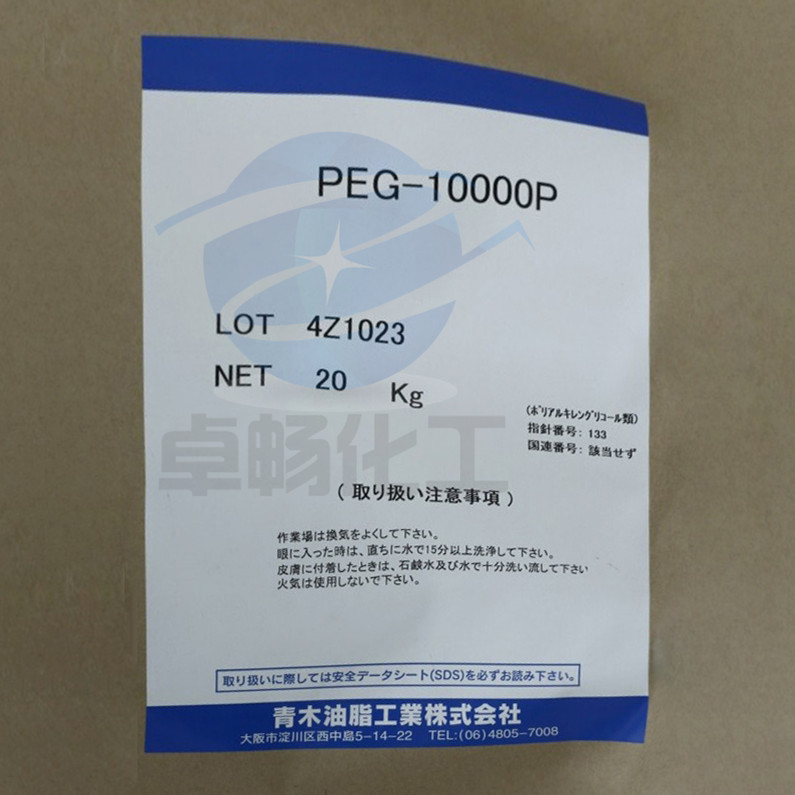 PEG-10000P
LOT 4Z1023
NET 20 Kg
卓畅化工
(ﾎﾟﾘｱﾙｷﾚﾝｸﾞﾘｺｰﾙ類)
指針番号: 133
国連番号: 該当せず
( 取り扱い注意事項 )
作業場は換気をよくして下さい。
眼に入った時は、直ちに水で15分以上洗浄して下さい。
皮膚に付着したときは、石鹸水及び水で十分洗い流して下さい
火気は使用しないで下さい。
取り扱いに際しては安全データシート(SDS)を必ずお読み下さい。
青木油脂工業株式会社
大阪市淀川区西中島5-14-22 TEL:(06)4805-7008